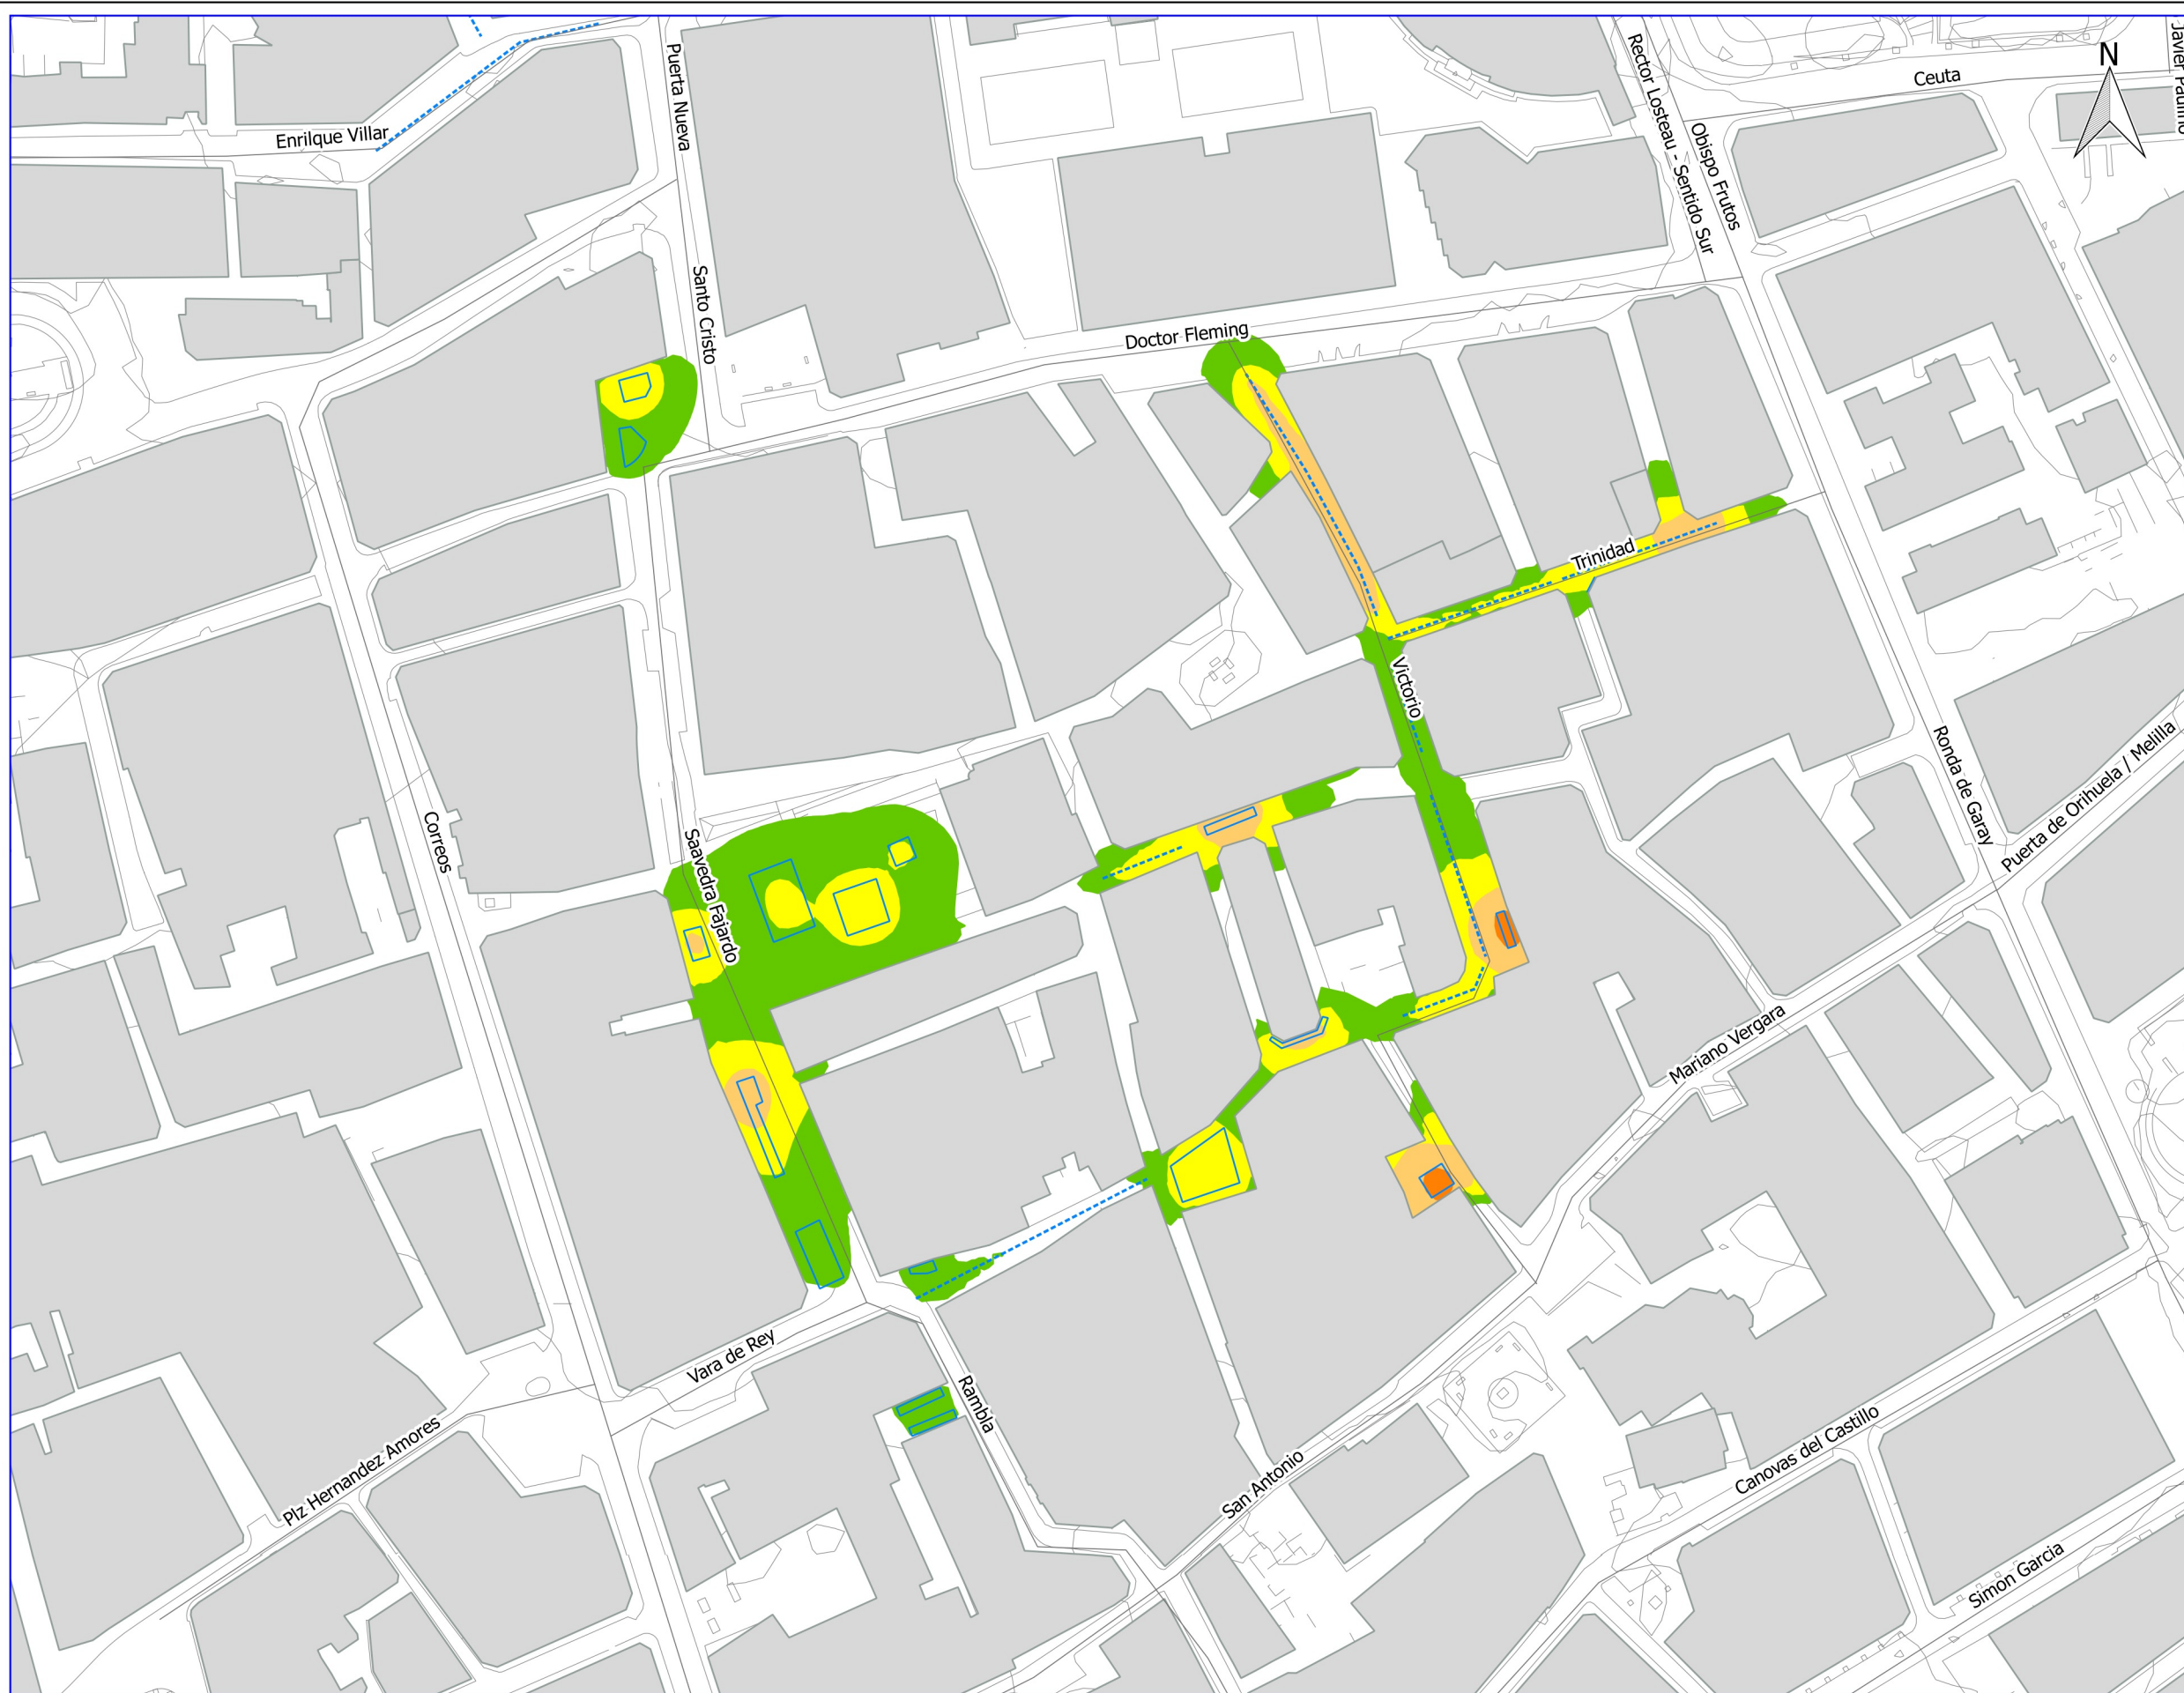 Puerta Nueva
Rector Losteau - Sentido Sur
Ceuta
N
Enrilque Villar
Obispo Frutos
Santo Cristo
Doctor Fleming
Trinidad
Victorio
Ronda de Garay
Puerta de Orihuela / Melilla
Correos
Saavedra Fajardo
Mariano Vergara
Vara de Rey
Rambla
Plz Hernandez Amores
San Antonio
Canovas del Castillo
Simon Garcia